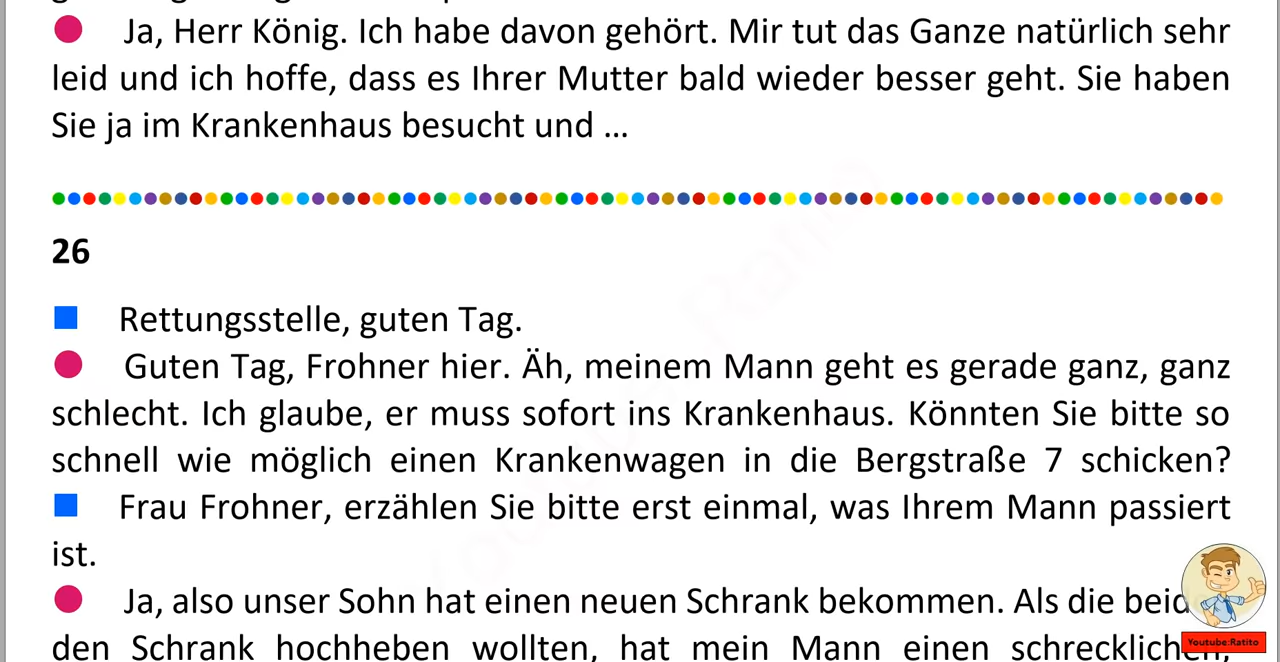 Ja, Herr König. Ich habe davon gehört. Mir tut das Ganze natürlich sehr
leid und ich hoffe, dass es Ihrer Mutter bald wieder besser geht. Sie haben
Sie ja im Krankenhaus besucht und ...
26
Rettungsstelle, guten Tag.
Guten Tag, Frohner hier. Äh, meinem Mann geht es gerade ganz, ganz
schlecht. Ich glaube, er muss sofort ins Krankenhaus. Könnten Sie bitte so
schnell wie möglich einen Krankenwagen in die Bergstraße 7 schicken?
Frau Frohner, erzählen Sie bitte erst einmal, was Ihrem Mann passiert
ist.
Ja, also unser Sohn hat einen neuen Schrank bekommen. Als die
den Schrank hochheben wollten, hat mein Mann einen
Youtube:Ratito